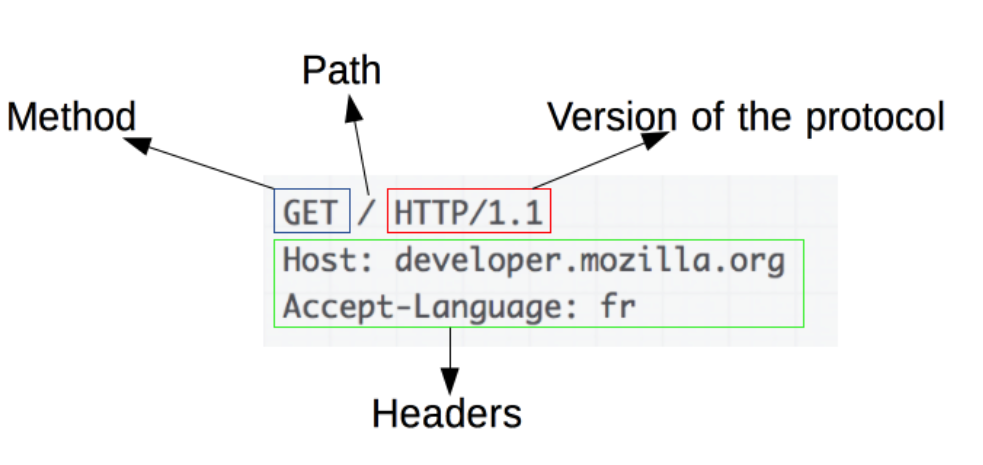 Path
Method
Version of the protocol
GET / HTTP/1.1
Host: developer.mozilla.org
Accept-Language: fr
Headers